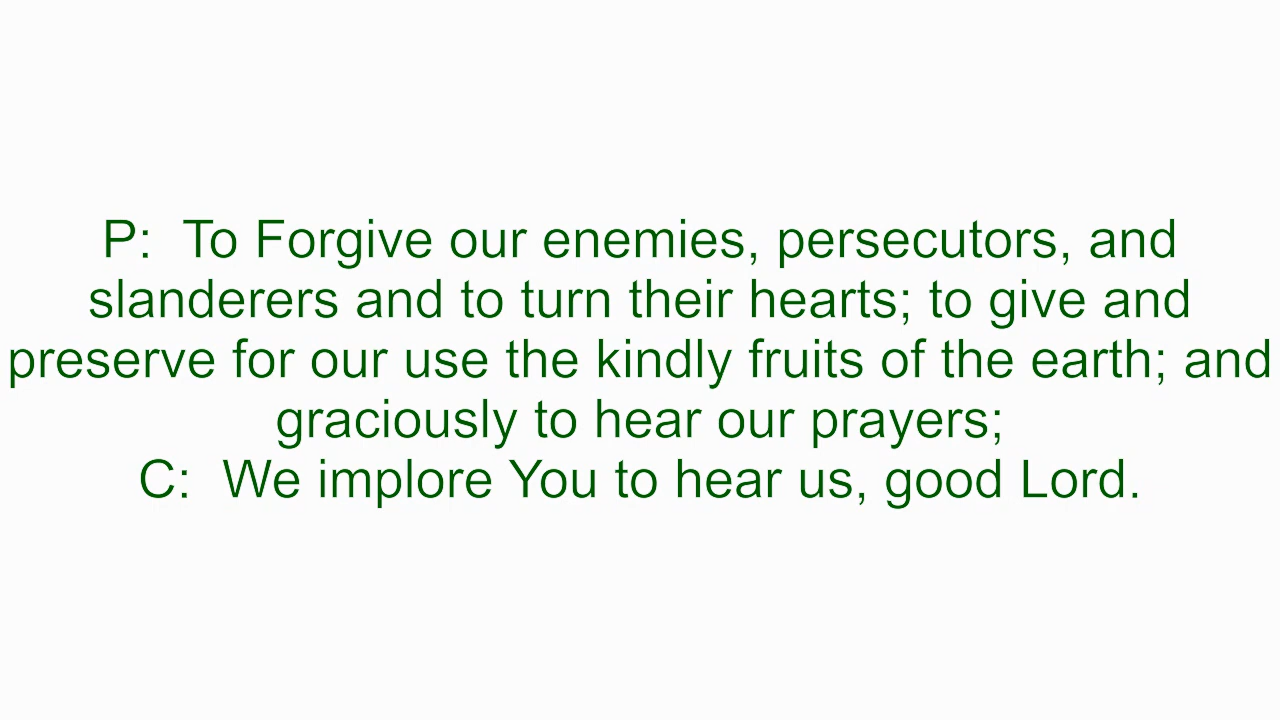 P:  To Forgive our enemies, persecutors, and
slanderers and to turn their hearts; to give and
preserve for our use the kindly fruits of the earth; and
graciously to hear our prayers;
C:  We implore You to hear us, good Lord.